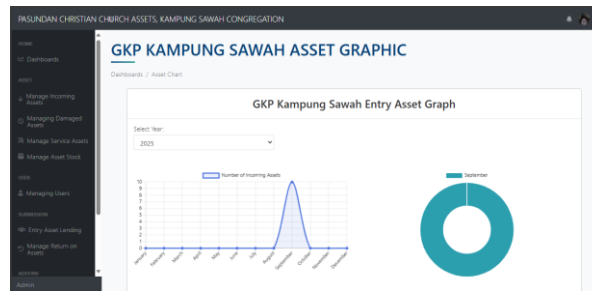 PASUNDAN CHRISTIAN CHURCH ASSETS, KAMPUNG SAWAH CONGREGATION
HOME
Dashboards
ASSET
Manage Incoming
Assets
Managing Damaged
Assets
Manage Service Assets
Manage Asset Stock
USER
Managing Users
SUBMISSION
Entry Asset Lending
Manage Return on
Assets
Admin
GKP KAMPUNG SAWAH ASSET GRAPHIC
Dashboards / Asset Chart
GKP Kampung Sawah Entry Asset Graph
Select Year:
2025
Number of Incoming Assets
10
9
8
7
6
5
4
3
2
1
0
January
February
March
April
May
June
July
August
September
October
November
December
September